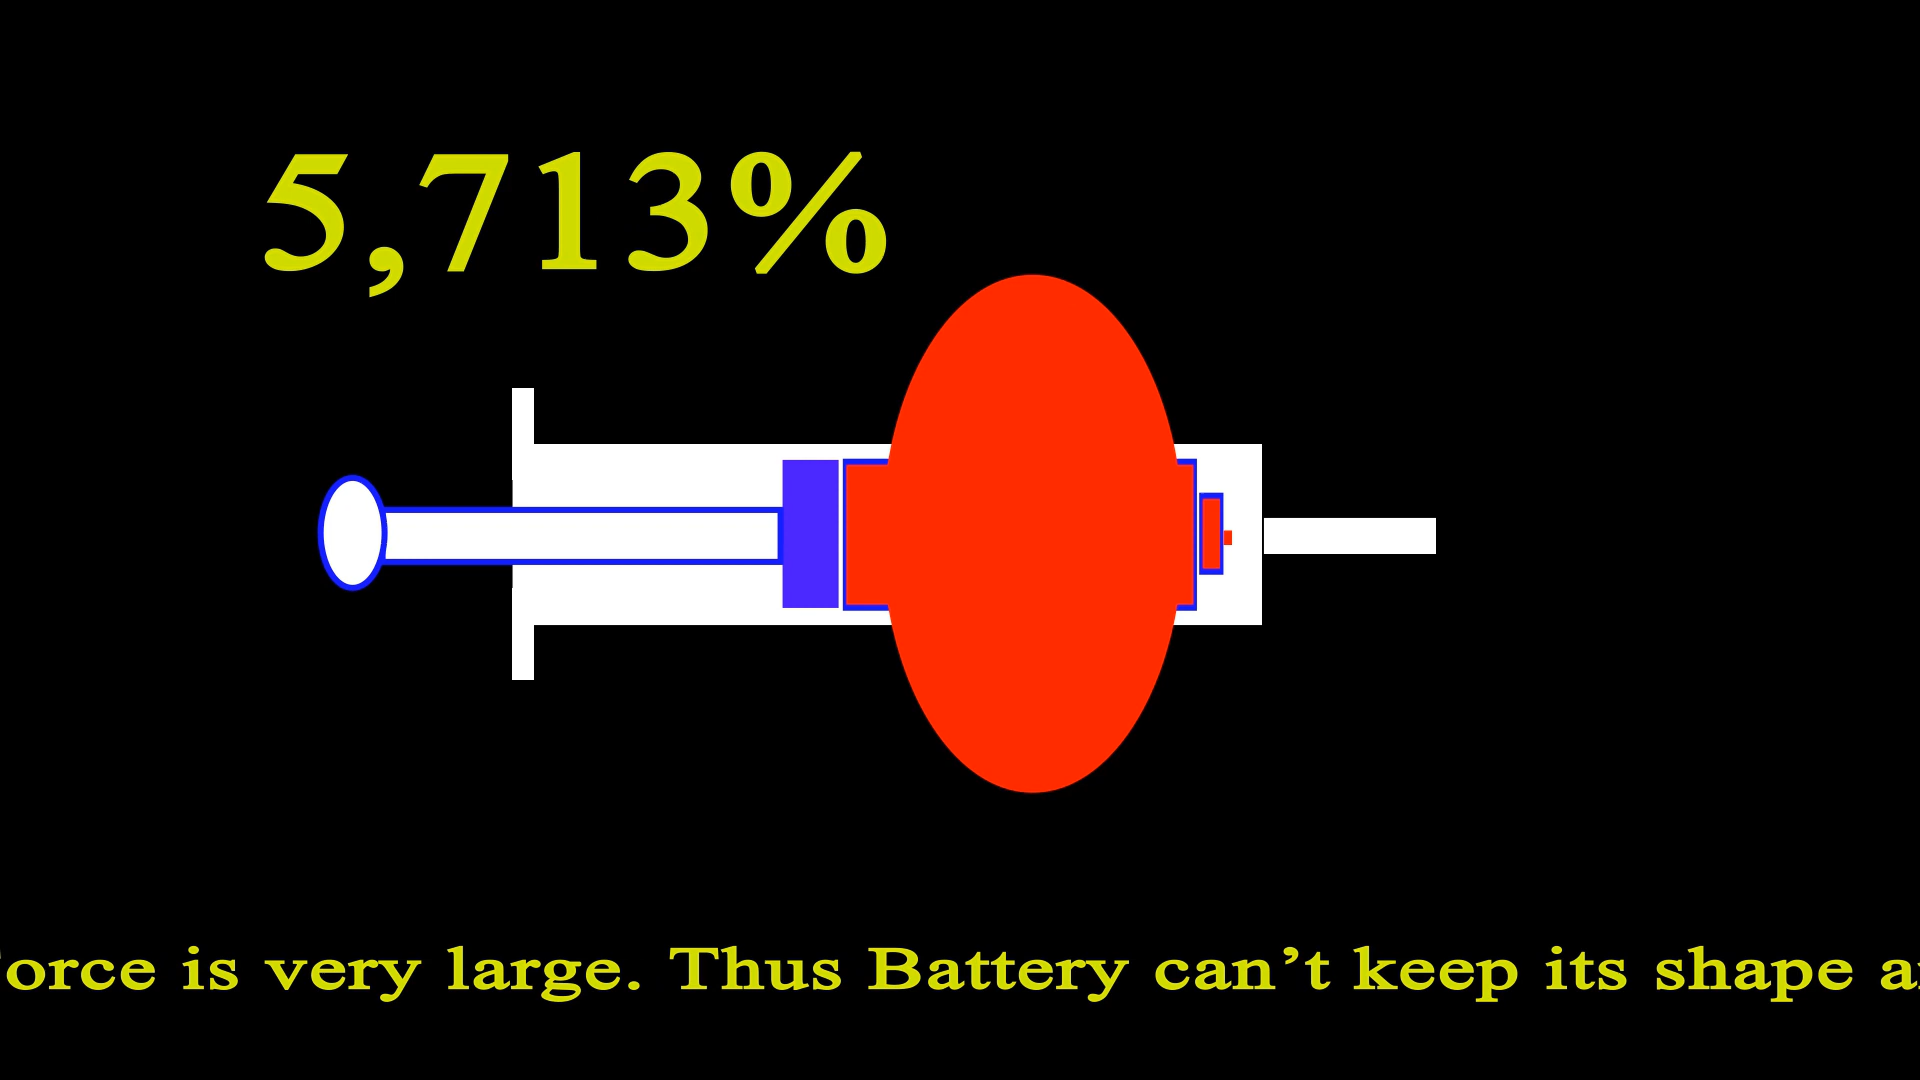 5,713%
orce is very large. Thus Battery can’t keep its shape